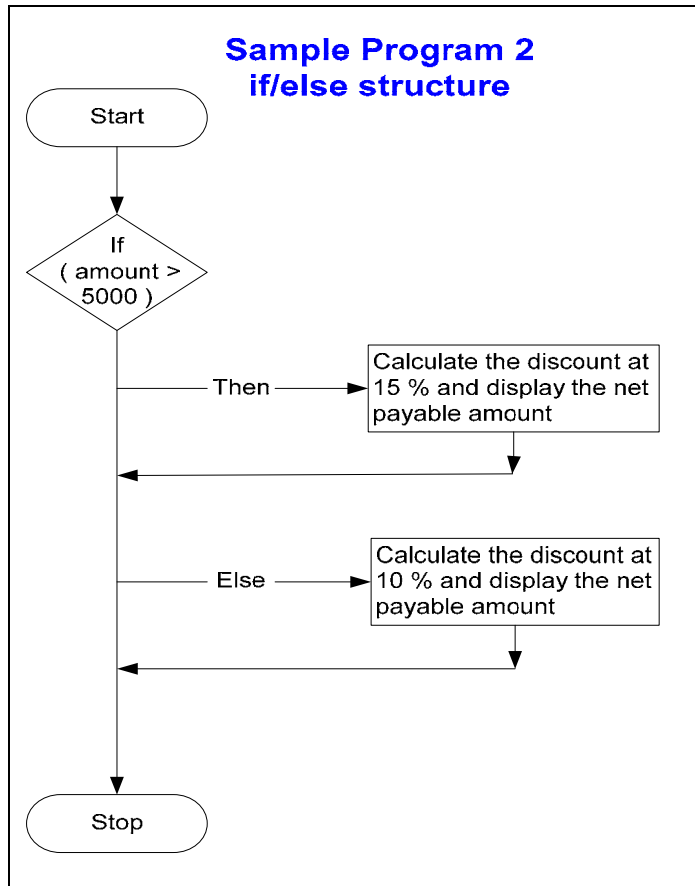 Sample Program 2
if/else structure
Start
If
( amount >
5000 )
Then
Calculate the discount at
15 % and display the net
payable amount
Else
Calculate the discount at
10 % and display the net
payable amount
Stop